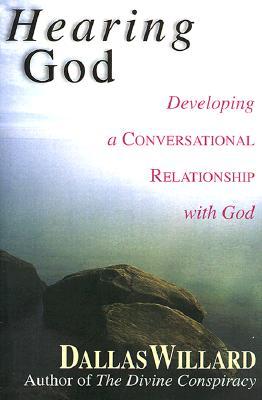 Hearing
God
Developing
a CONVERSATIONAL
RELATIONSHIP
with God
DALLAS WILLARD
Author of The Divine Conspiracy